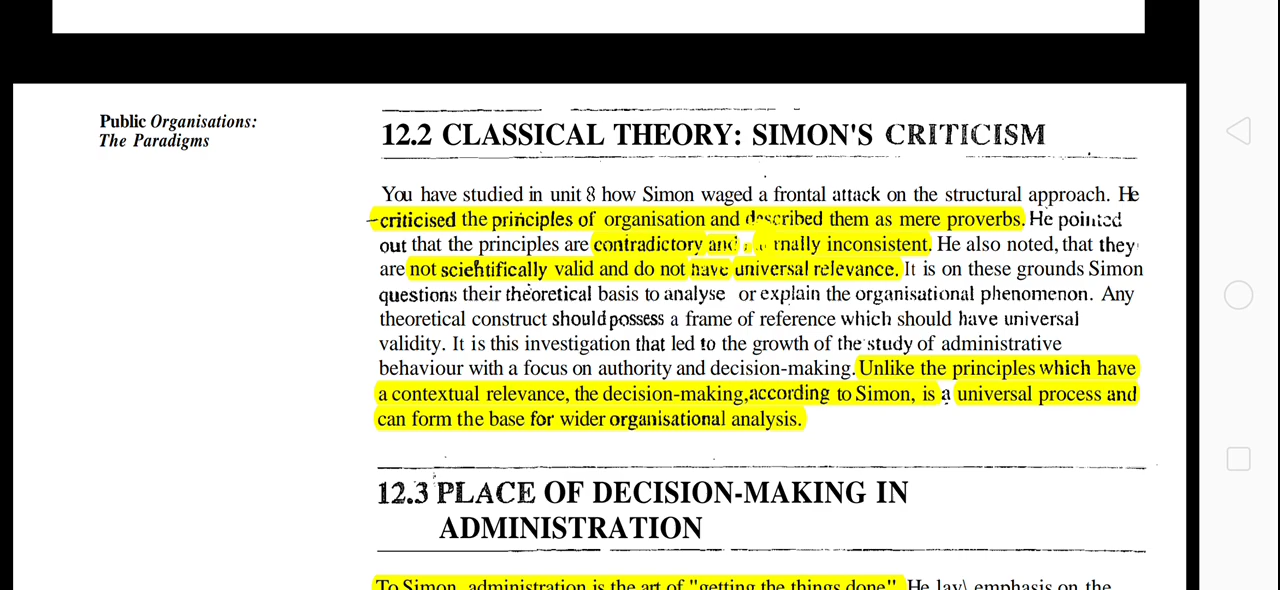 Public Organisations:
The Paradigms
12.2 CLASSICAL THEORY: SIMON'S CRITICISM
You have studied in unit 8 how Simon waged a frontal attack on the structural approach. He
criticised the principles of organisation and described them as mere proverbs. He pointed
out that the principles are contradictory and rnally inconsistent. He also noted, that they
are not scientifically valid and do not have universal relevance. It is on these grounds Simon
questions their theoretical basis to analyse or explain the organisational phenomenon. Any
theoretical construct should possess a frame of reference which should have universal
validity. It is this investigation that led to the growth of the study of administrative
behaviour with a focus on authority and decision-making. Unlike the principles which have
a contextual relevance, the decision-making, according to Simon, is a universal process and
can form the base for wider organisational analysis.
12.3 PLACE OF DECISION-MAKING IN
ADMINISTRATION
To Simon, administration is the art of "getting the things done". He lay\ emphasis on the